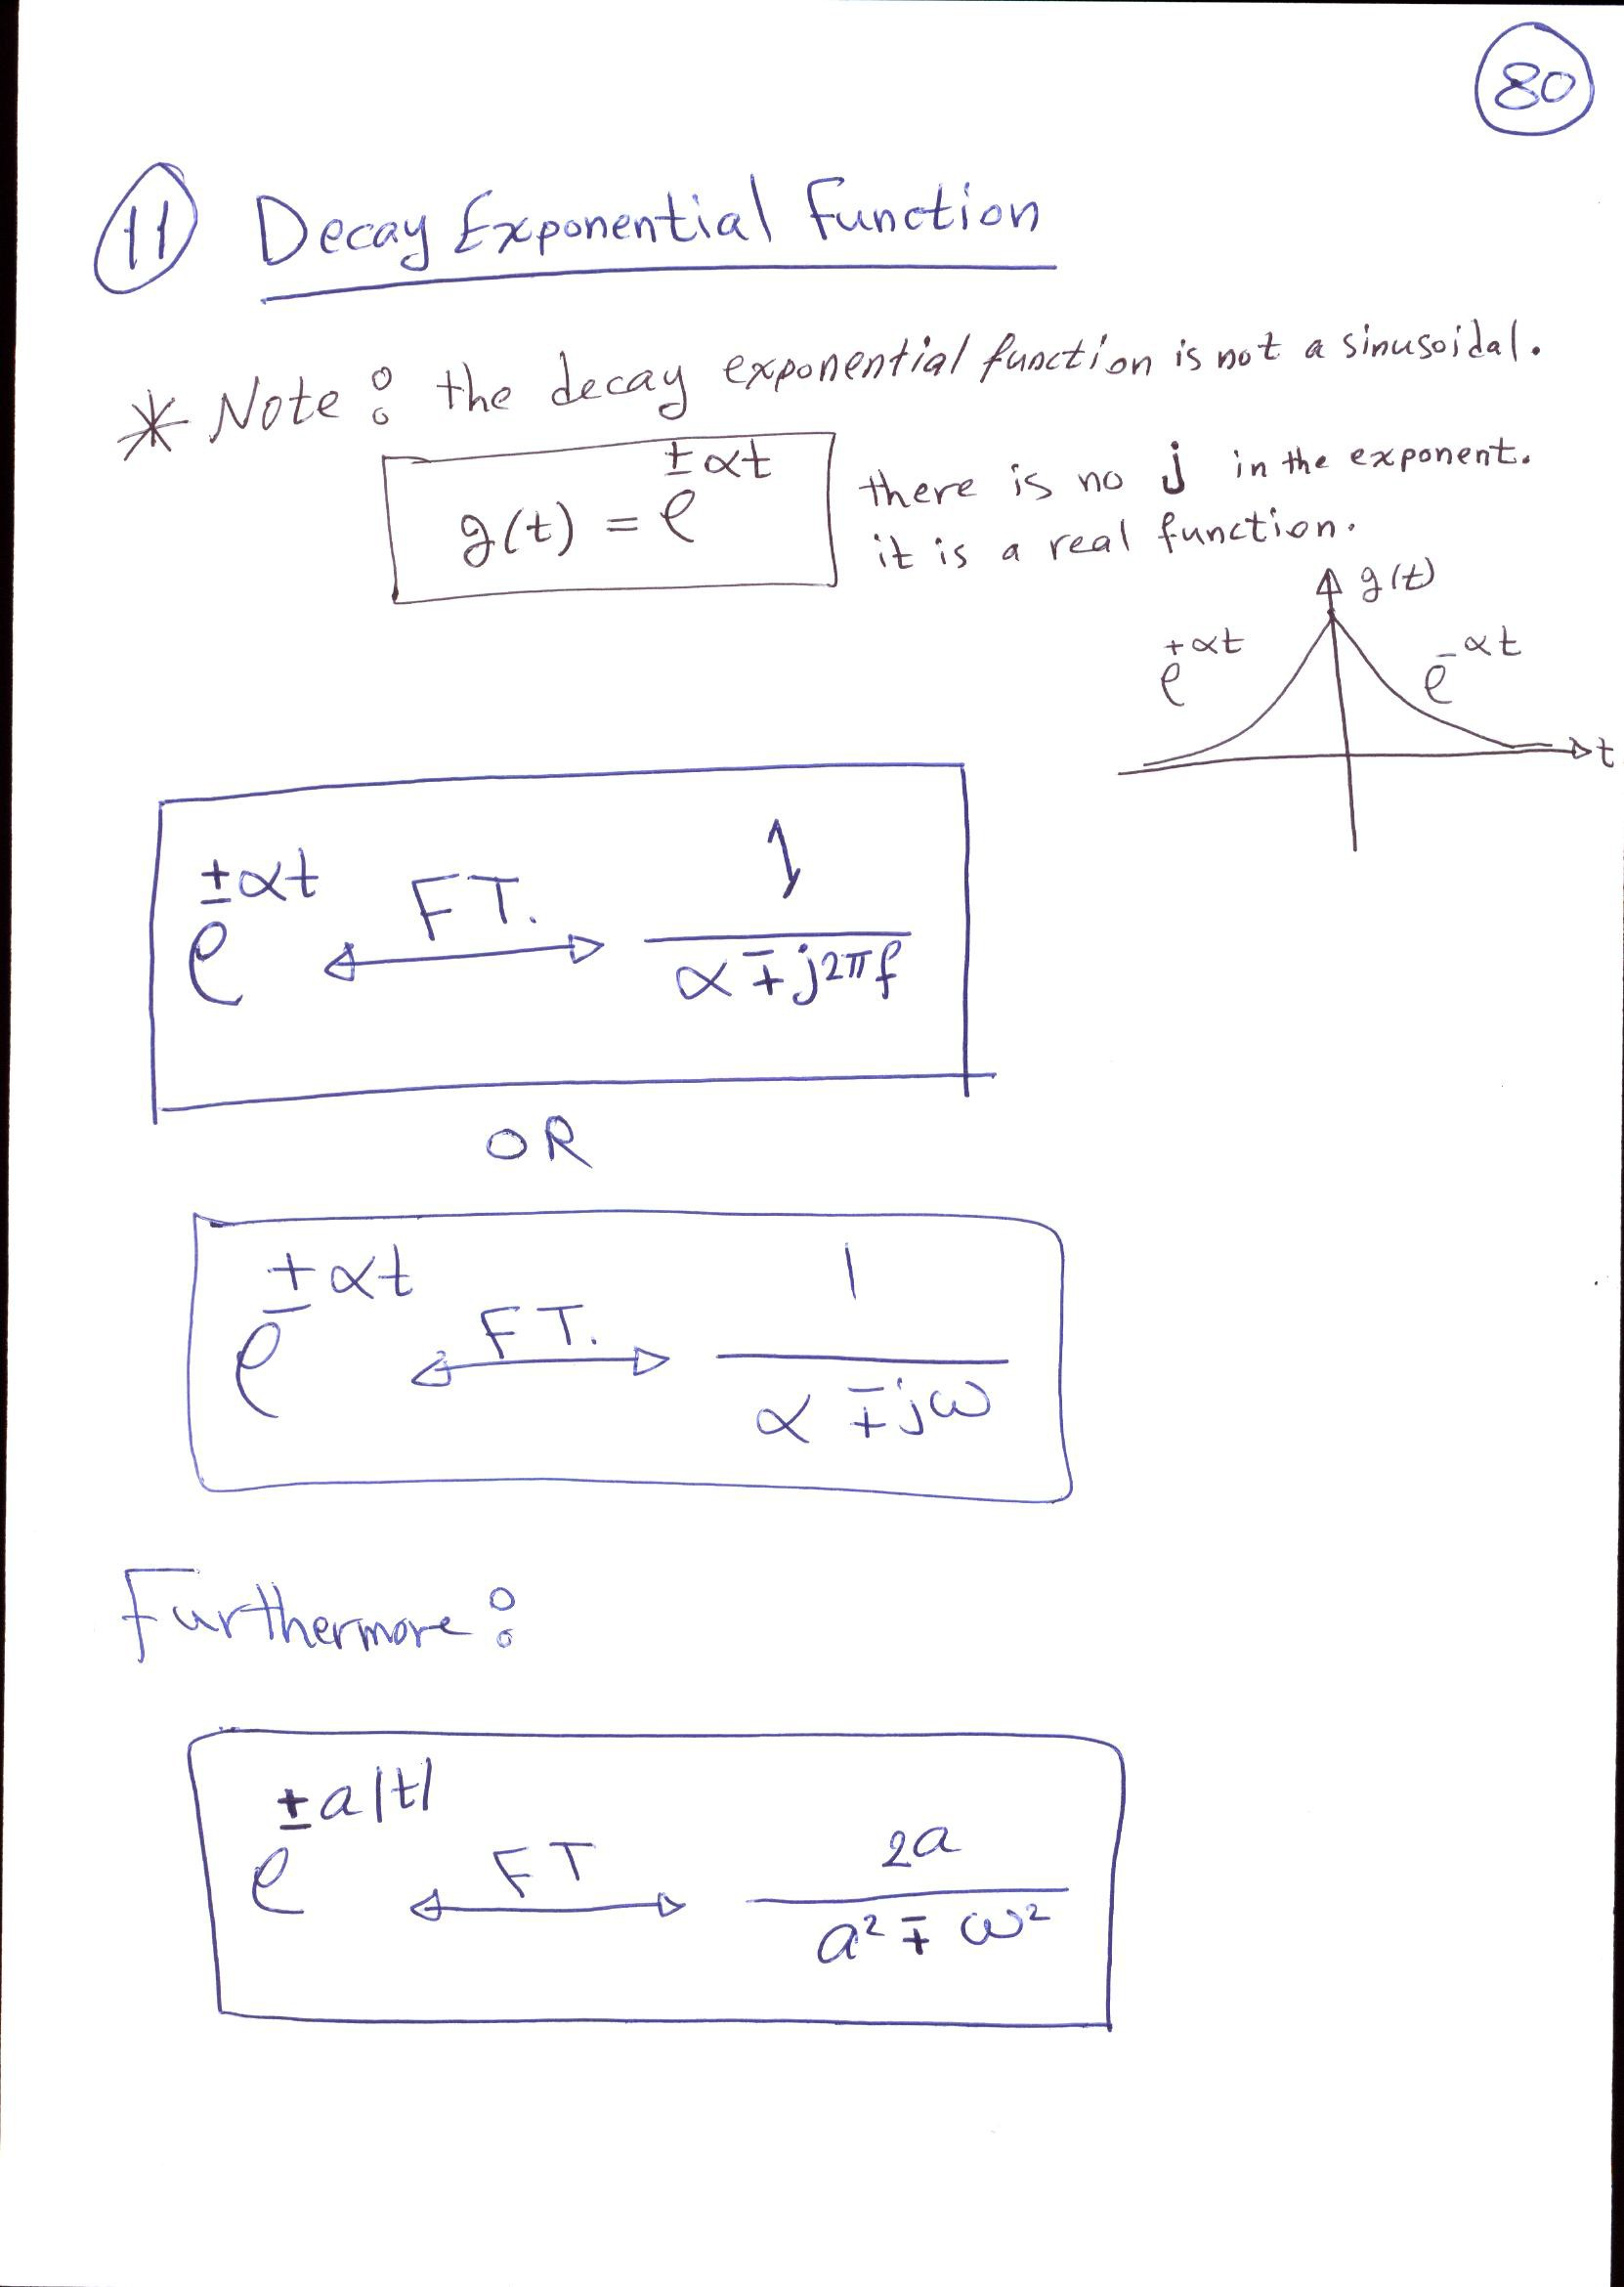 80
11 Decay Exponential Function
* Note: the decay exponential function is not a sinusoidal.
g(t) = e^{±αt}
there is no j in the exponent.
it is a real function.
g(t)
e^{+αt}
e^{-αt}
t
e^{±αt} ⟷ FT. 1/(α ∓ j2πf)
OR
e^{±αt} ⟷ FT. 1/(α ∓ jω)
Furthermore:
e^{±a|t|} ⟷ FT 2a/(a² ∓ ω²)